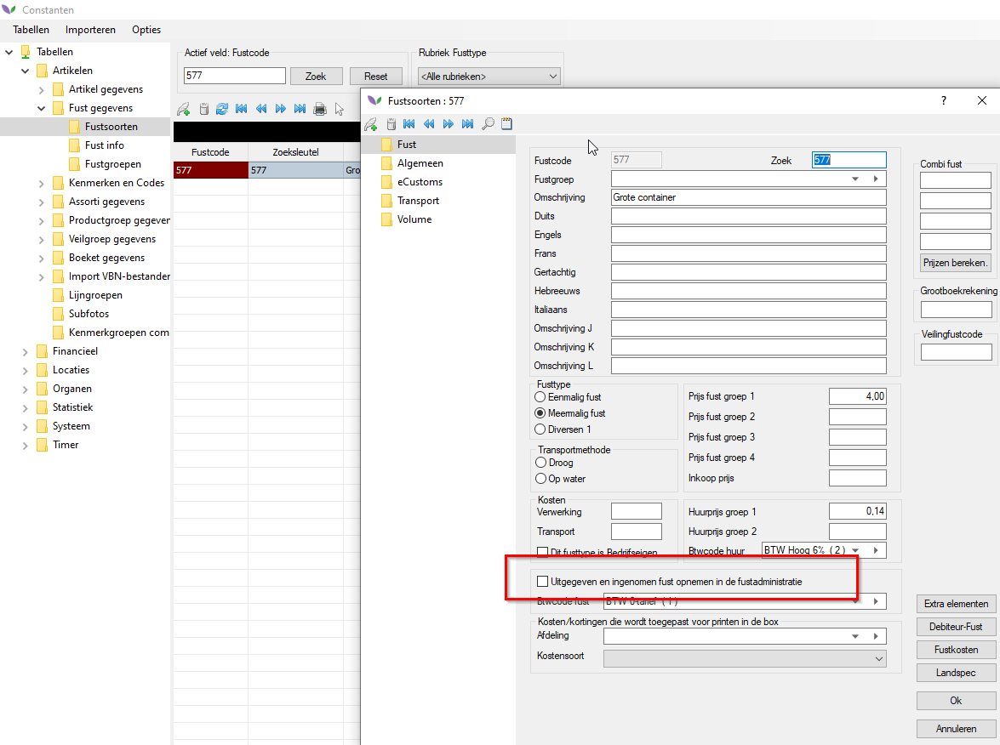 Constanten
Tabellen Importeren Opties
Tabellen
Artikelen
Artikel gegevens
Fust gegevens
Fustsoorten
Fust info
Fustgroepen
Kenmerken en Codes
Assorti gegevens
Productgroep gegever
Veilgroep gegevens
Boeket gegevens
Import VBN-bestander
Lijngroepen
Subfotos
Kenmerkgroepen com
Financieel
Locaties
Organen
Statistiek
Systeem
Timer
Actief veld: Fustcode
577 Zoek Reset
Rubriek Fusttype
<Alle rubrieken>
Fustcode Zoeksleutel
577 577 Gro
Fustsoorten : 577 ?
Fust
Algemeen
eCustoms
Transport
Volume
Fustcode 577 Zoek 577
Fustgroep
Omschrijving Grote container
Duits
Engels
Frans
Gertachtig
Hebreeuws
Italiaans
Omschrijving J
Omschrijving K
Omschrijving L
Combi fust
Prijzen bereken.
Grootboekrekening
Veilingfustcode
Fusttype
Eenmalig fust
Meermalig fust
Diversen 1
Transportmethode
Droog
Op water
Prijs fust groep 1 4,00
Prijs fust groep 2
Prijs fust groep 3
Prijs fust groep 4
Inkoop prijs
Kosten
Verwerking
Transport
Dit fusttype is Bedrijfseigen
Huurprijs groep 1 0,14
Huurprijs groep 2
Btwcode huur BTW Hoog 6% ( 2 )
Uitgegeven en ingenomen fust opnemen in de fustadministratie
Btwcode fust BTW 0-tarief ( 1 )
Kosten/kortingen die wordt toegepast voor printen in de box
Afdeling
Kostensoort
Extra elementen
Debiteur-Fust
Fustkosten
Landspec
Ok
Annuleren